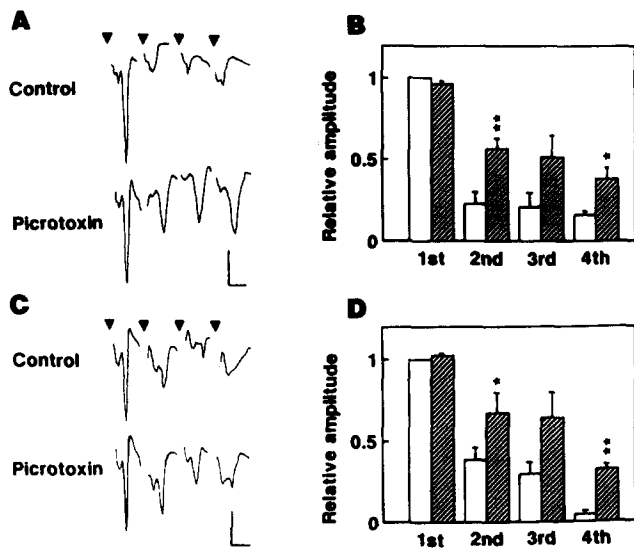 A
Control
Picrotoxin
B
Relative amplitude
1
0.5
0
**
*
1st 2nd 3rd 4th
C
Control
Picrotoxin
D
Relative amplitude
1
0.5
0
*
**
1st 2nd 3rd 4th